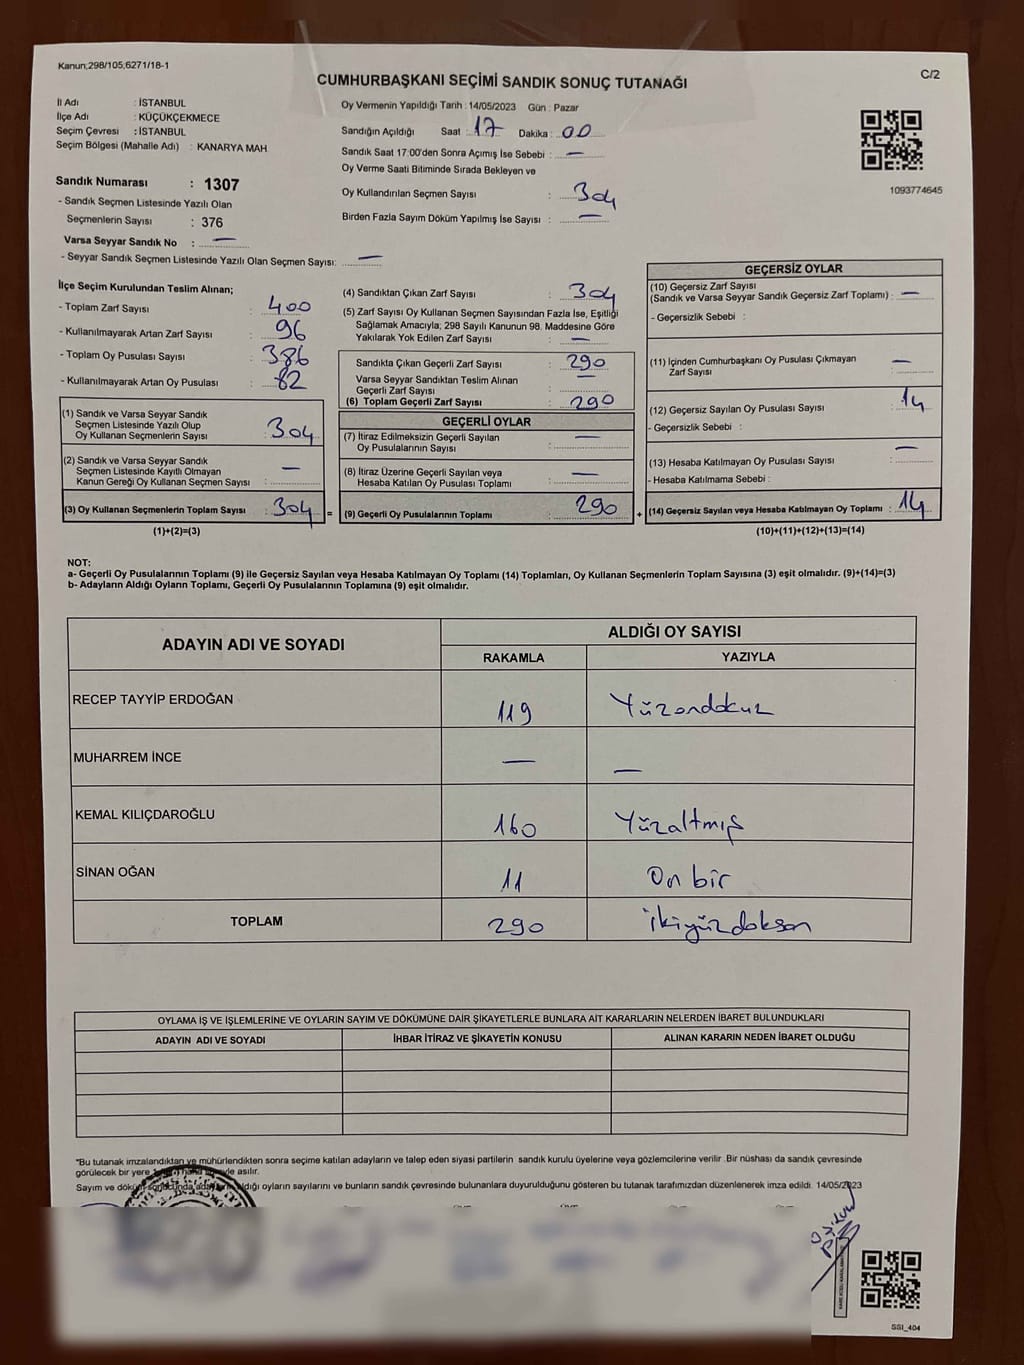 Kanun;298/105;6271/18-1
C/2
CUMHURBAŞKANI SEÇİMİ SANDIK SONUÇ TUTANAĞI
İl Adı : İSTANBUL
İlçe Adı : KÜÇÜKÇEKMECE
Seçim Çevresi : İSTANBUL
Seçim Bölgesi (Mahalle Adı) : KANARYA MAH
Sandık Numarası : 1307
- Sandık Seçmen Listesinde Yazılı Olan
Seçmenlerin Sayısı : 376
Varsa Seyyar Sandık No : —
- Seyyar Sandık Seçmen Listesinde Yazılı Olan Seçmen Sayısı: —
Oy Vermenin Yapıldığı Tarih : 14/05/2023 Gün : Pazar
Sandığın Açıldığı Saat : 17 Dakika : 00
Sandık Saat 17:00'den Sonra Açımış İse Sebebi : —
Oy Verme Saati Bitiminde Sırada Bekleyen ve
Oy Kullandırılan Seçmen Sayısı : 304
Birden Fazla Sayım Döküm Yapılmış İse Sayısı : —
1093774645
İlçe Seçim Kurulundan Teslim Alınan;
- Toplam Zarf Sayısı : 400
- Kullanılmayarak Artan Zarf Sayısı : 96
- Toplam Oy Pusulası Sayısı : 386
- Kullanılmayarak Artan Oy Pusulası : 82
(1) Sandık ve Varsa Seyyar Sandık
Seçmen Listesinde Yazılı Olup
Oy Kullanan Seçmenlerin Sayısı : 304
(2) Sandık ve Varsa Seyyar Sandık
Seçmen Listesinde Kayıtlı Olmayan
Kanun Gereği Oy Kullanan Seçmen Sayısı : —
(3) Oy Kullanan Seçmenlerin Toplam Sayısı : 304
(1)+(2)=(3)
=
(4) Sandıktan Çıkan Zarf Sayısı : 304
(5) Zarf Sayısı Oy Kullanan Seçmen Sayısından Fazla İse, Eşitliği
Sağlamak Amacıyla; 298 Sayılı Kanunun 98. Maddesine Göre
Yakılarak Yok Edilen Zarf Sayısı : —
Sandıkta Çıkan Geçerli Zarf Sayısı : 290
Varsa Seyyar Sandıktan Teslim Alınan
Geçerli Zarf Sayısı : —
(6) Toplam Geçerli Zarf Sayısı : 290
GEÇERLİ OYLAR
(7) İtiraz Edilmeksizin Geçerli Sayılan
Oy Pusulalarının Sayısı : —
(8) İtiraz Üzerine Geçerli Sayılan veya
Hesaba Katılan Oy Pusulası Toplamı : —
(9) Geçerli Oy Pusulalarının Toplamı : 290
+
GEÇERSİZ OYLAR
(10) Geçersiz Zarf Sayısı
(Sandık ve Varsa Seyyar Sandık Geçersiz Zarf Toplamı) : —
- Geçersizlik Sebebi :
(11) İçinden Cumhurbaşkanı Oy Pusulası Çıkmayan
Zarf Sayısı : —
(12) Geçersiz Sayılan Oy Pusulası Sayısı : 14
- Geçersizlik Sebebi :
(13) Hesaba Katılmayan Oy Pusulası Sayısı : —
- Hesaba Katılmama Sebebi :
(14) Geçersiz Sayılan veya Hesaba Katılmayan Oy Toplamı : 14
(10)+(11)+(12)+(13)=(14)
NOT:
a- Geçerli Oy Pusulalarının Toplamı (9) ile Geçersiz Sayılan veya Hesaba Katılmayan Oy Toplamı (14) Toplamları, Oy Kullanan Seçmenlerin Toplam Sayısına (3) eşit olmalıdır. (9)+(14)=(3)
b- Adayların Aldığı Oyların Toplamı, Geçerli Oy Pusulalarının Toplamına (9) eşit olmalıdır.
ADAYIN ADI VE SOYADI ALDIĞI OY SAYISI
RAKAMLA YAZIYLA
RECEP TAYYİP ERDOĞAN 119 Yüzondokuz
MUHARREM İNCE — —
KEMAL KILIÇDAROĞLU 160 Yüzaltmış
SİNAN OĞAN 11 On bir
TOPLAM 290 ikiyüzdoksan
OYLAMA İŞ VE İŞLEMLERİNE VE OYLARIN SAYIM VE DÖKÜMÜNE DAİR ŞİKAYETLERLE BUNLARA AİT KARARLARIN NELERDEN İBARET BULUNDUKLARI
ADAYIN ADI VE SOYADI İHBAR İTİRAZ VE ŞİKAYETİN KONUSU ALINAN KARARIN NEDEN İBARET OLDUĞU
*Bu tutanak imzalandıktan ve mühürlendikten sonra seçime katılan adayların ve talep eden siyasi partilerin sandık kurulu üyelerine veya gözlemcilerine verilir .Bir nüshası da sandık çevresinde
görülecek bir yere asılır.
Sayım ve oyların sayılarını ve bunların sandık çevresinde bulunanlara duyurulduğunu gösteren bu tutanak tarafımızdan düzenlenerek imza edildi. 14/05/2023
SSI_404